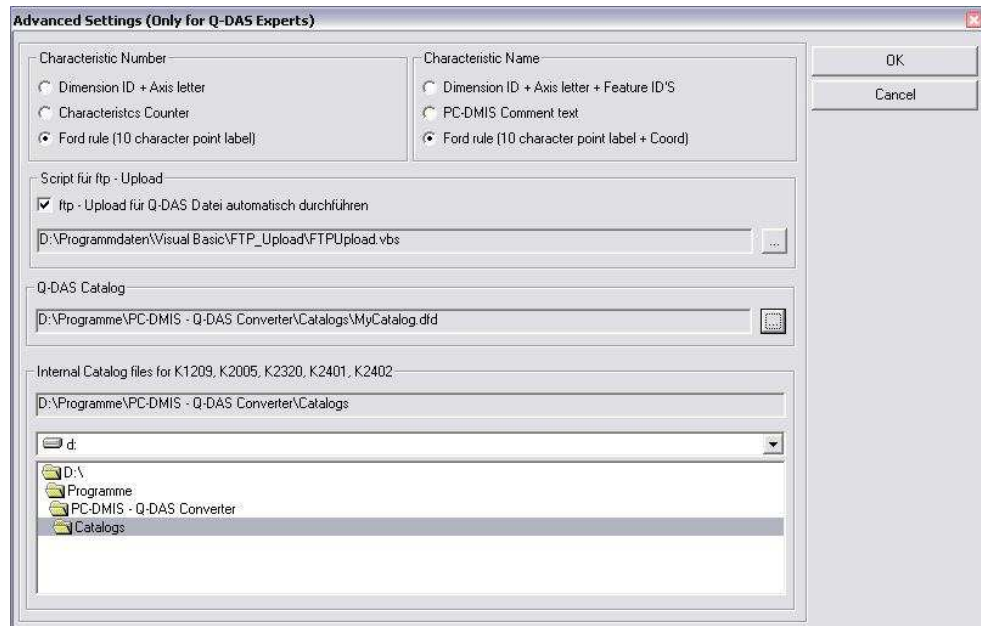 Advanced Settings (Only for Q-DAS Experts)
Characteristic Number
Dimension ID + Axis letter
Characteristcs Counter
Ford rule (10 character point label)
Characteristic Name
Dimension ID + Axis letter + Feature ID'S
PC-DMIS Comment text
Ford rule (10 character point label + Coord)
OK
Cancel
Script für ftp - Upload
ftp - Upload für Q-DAS Datei automatisch durchführen
D:\Programmdaten\Visual Basic\FTP_Upload\FTPUpload.vbs
...
Q-DAS Catalog
D:\Programme\PC-DMIS - Q-DAS Converter\Catalogs\MyCatalog.dfd
...
Internal Catalog files for K1209, K2005, K2320, K2401, K2402
D:\Programme\PC-DMIS - Q-DAS Converter\Catalogs
d:
D:\
Programme
PC-DMIS - Q-DAS Converter
Catalogs